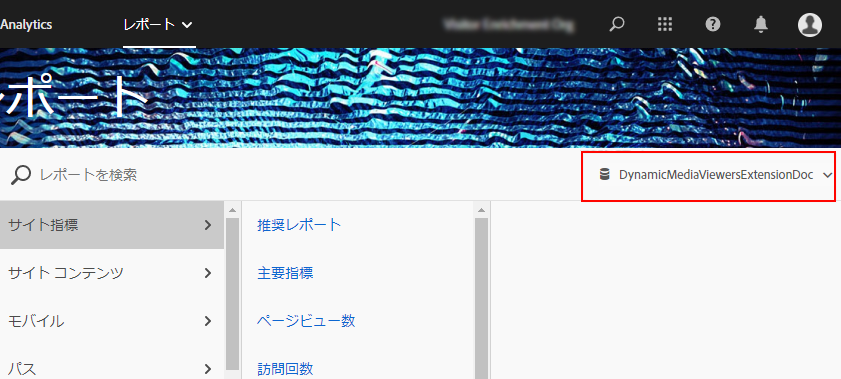 Analytics
レポート
ポート
レポートを検索
DynamicMediaViewersExtensionDoc
サイト指標
推奨レポート
サイト コンテンツ
主要指標
モバイル
ページビュー数
パス
訪問回数